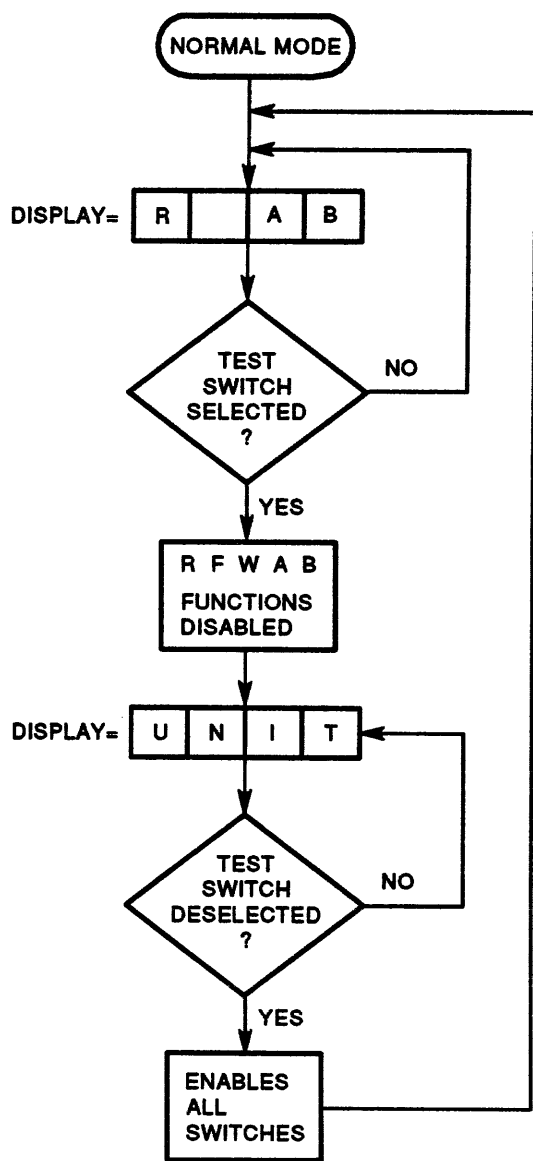 NORMAL MODE
DISPLAY= R A B
TEST
SWITCH
SELECTED
?
NO
YES
R F W A B
FUNCTIONS
DISABLED
DISPLAY= U N I T
TEST
SWITCH
DESELECTED
?
NO
YES
ENABLES
ALL
SWITCHES